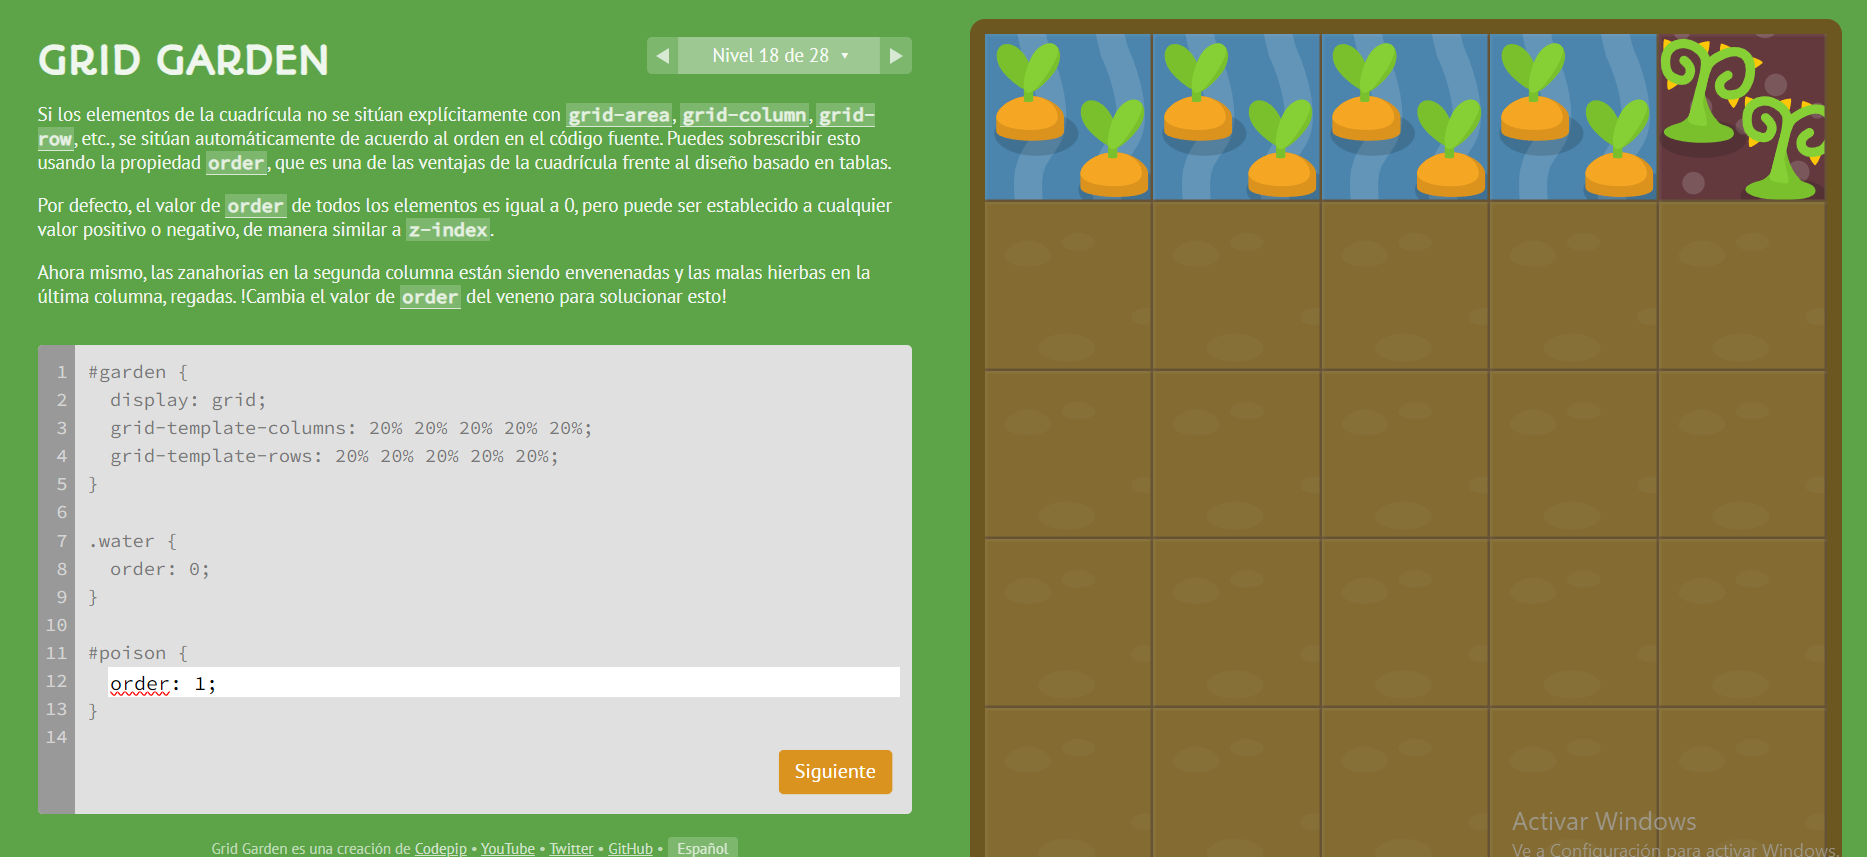 GRID GARDEN
◀ Nivel 18 de 28 ▾ ▶
Si los elementos de la cuadrícula no se sitúan explícitamente con grid-area, grid-column, grid-
row, etc., se sitúan automáticamente de acuerdo al orden en el código fuente. Puedes sobrescribir esto
usando la propiedad order, que es una de las ventajas de la cuadrícula frente al diseño basado en tablas.
Por defecto, el valor de order de todos los elementos es igual a 0, pero puede ser establecido a cualquier
valor positivo o negativo, de manera similar a z-index.
Ahora mismo, las zanahorias en la segunda columna están siendo envenenadas y las malas hierbas en la
última columna, regadas. !Cambia el valor de order del veneno para solucionar esto!
1 #garden {
2 display: grid;
3 grid-template-columns: 20% 20% 20% 20% 20%;
4 grid-template-rows: 20% 20% 20% 20% 20%;
5 }
6
7 .water {
8 order: 0;
9 }
10
11 #poison {
12 order: 1;
13 }
14
Siguiente
Grid Garden es una creación de Codepip • YouTube • Twitter • GitHub • Español
Activar Windows
Ve a Configuración para activar Windows.